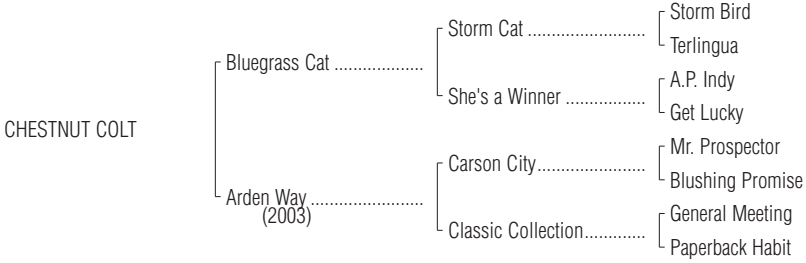 Storm Bird
Storm Cat ........................
Terlingua
Bluegrass Cat ...................
A.P. Indy
She's a Winner .................
Get Lucky
CHESTNUT COLT
Mr. Prospector
Carson City.......................
Blushing Promise
Arden Way ........................
(2003)
General Meeting
Classic Collection.............
Paperback Habit